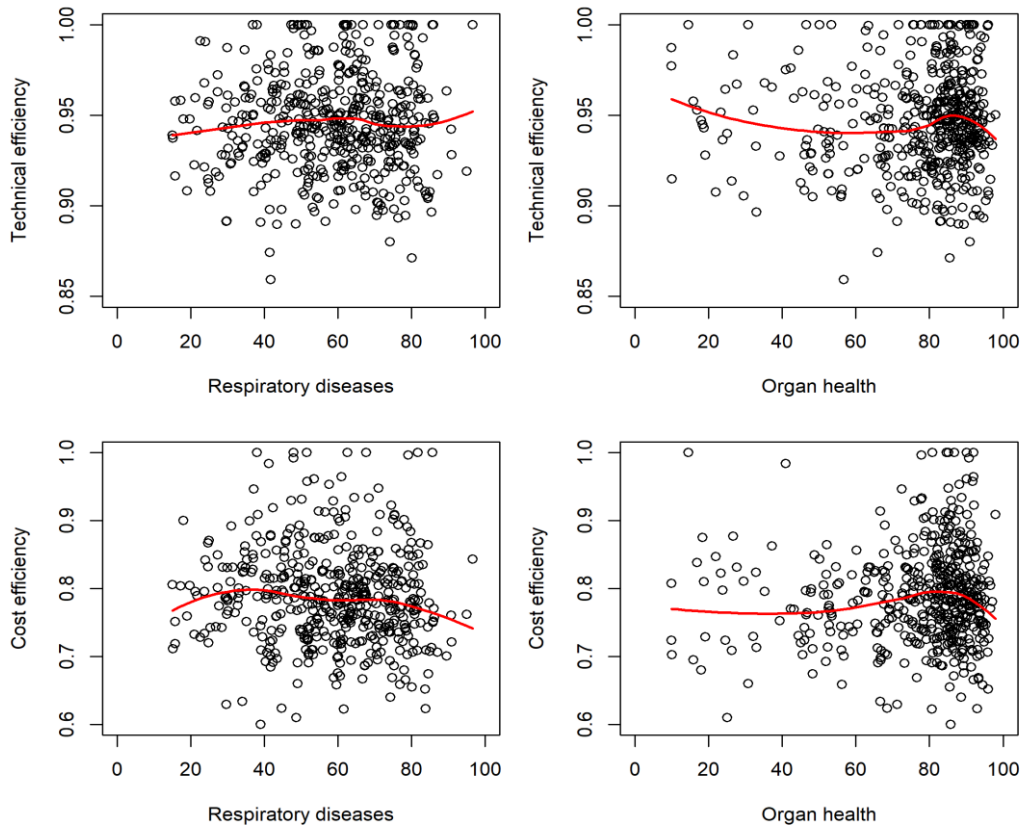 1.00
0.95
0.90
0.85
Technical efficiency
0 20 40 60 80 100
Respiratory diseases
1.00
0.95
0.90
0.85
Technical efficiency
0 20 40 60 80 100
Organ health
1.0
0.9
0.8
0.7
0.6
Cost efficiency
0 20 40 60 80 100
Respiratory diseases
1.0
0.9
0.8
0.7
0.6
Cost efficiency
0 20 40 60 80 100
Organ health